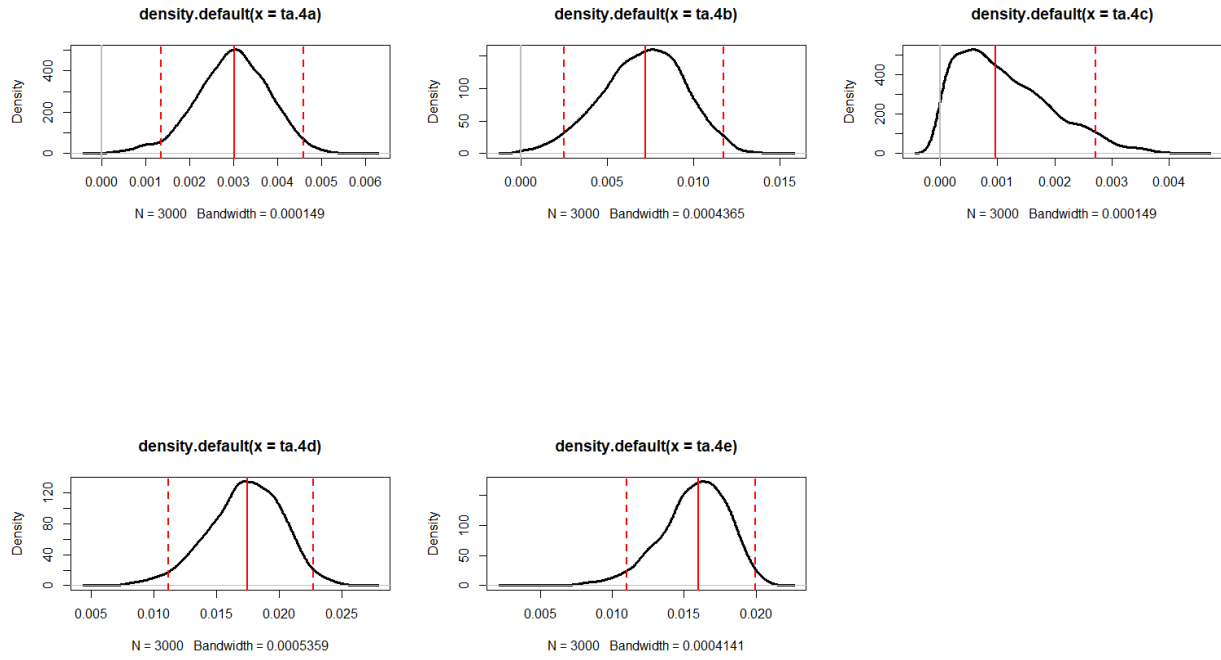 density.default(x = ta.4a)
Density
0 200 400
0.000 0.001 0.002 0.003 0.004 0.005 0.006
N = 3000 Bandwidth = 0.000149
density.default(x = ta.4b)
Density
0 50 100
0.000 0.005 0.010 0.015
N = 3000 Bandwidth = 0.0004365
density.default(x = ta.4c)
Density
0 200 400
0.000 0.001 0.002 0.003 0.004
N = 3000 Bandwidth = 0.000149
density.default(x = ta.4d)
Density
0 40 80 120
0.005 0.010 0.015 0.020 0.025
N = 3000 Bandwidth = 0.0005359
density.default(x = ta.4e)
Density
0 50 100
0.005 0.010 0.015 0.020
N = 3000 Bandwidth = 0.0004141